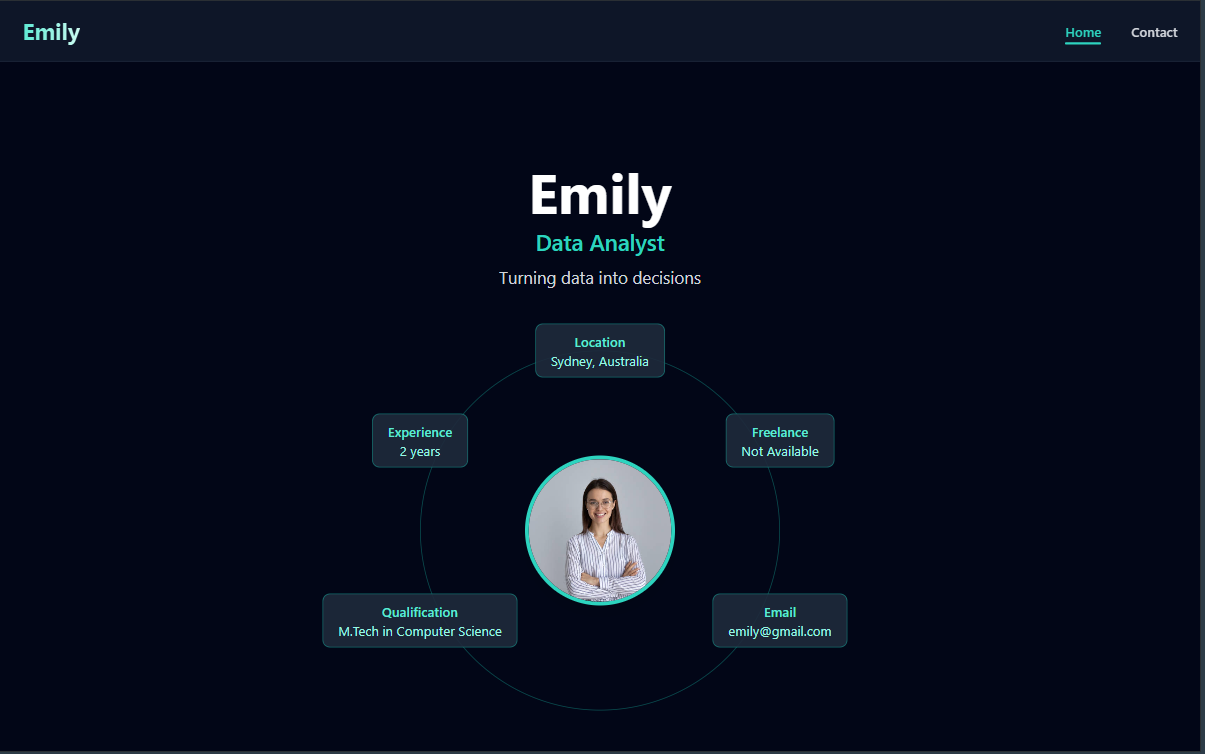 Emily
Home
Contact
Emily
Data Analyst
Turning data into decisions
Location
Sydney, Australia
Experience
2 years
Freelance
Not Available
Qualification
M.Tech in Computer Science
Email
emily@gmail.com